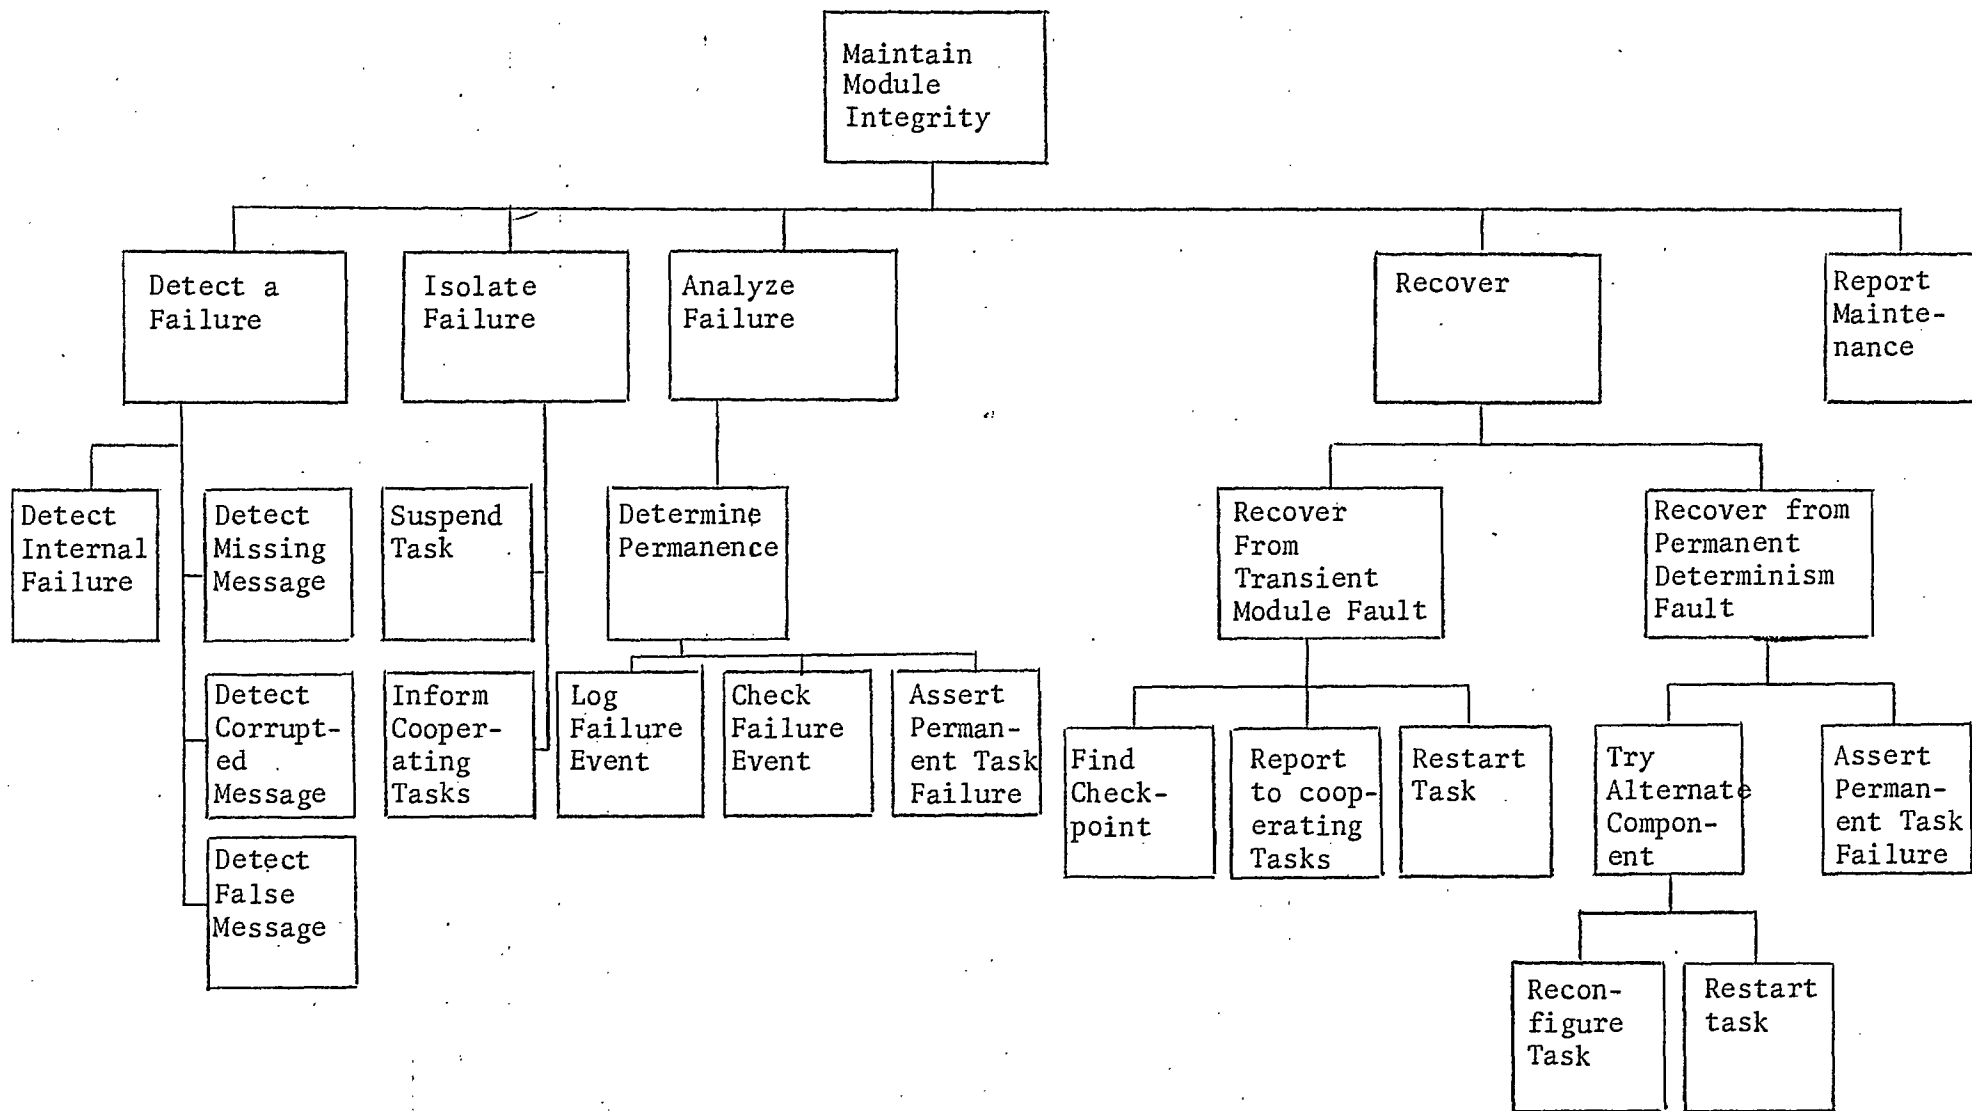 Maintain
Module
Integrity
Detect a
Failure
Isolate
Failure
Analyze
Failure
Recover
Report
Mainte-
nance
Detect
Internal
Failure
Detect
Missing
Message
Suspend
Task
Determine
Permanence
Recover
From
Transient
Module Fault
Recover from
Permanent
Determinism
Fault
Detect
Corrupt-
ed
Message
Inform
Cooper-
ating
Tasks
Log
Failure
Event
Check
Failure
Event
Assert
Perman-
ent Task
Failure
Find
Check-
point
Report
to coop-
erating
Tasks
Restart
Task
Try
Alternate
Compon-
ent
Assert
Perman-
ent Task
Failure
Detect
False
Message
Recon-
figure
Task
Restart
task